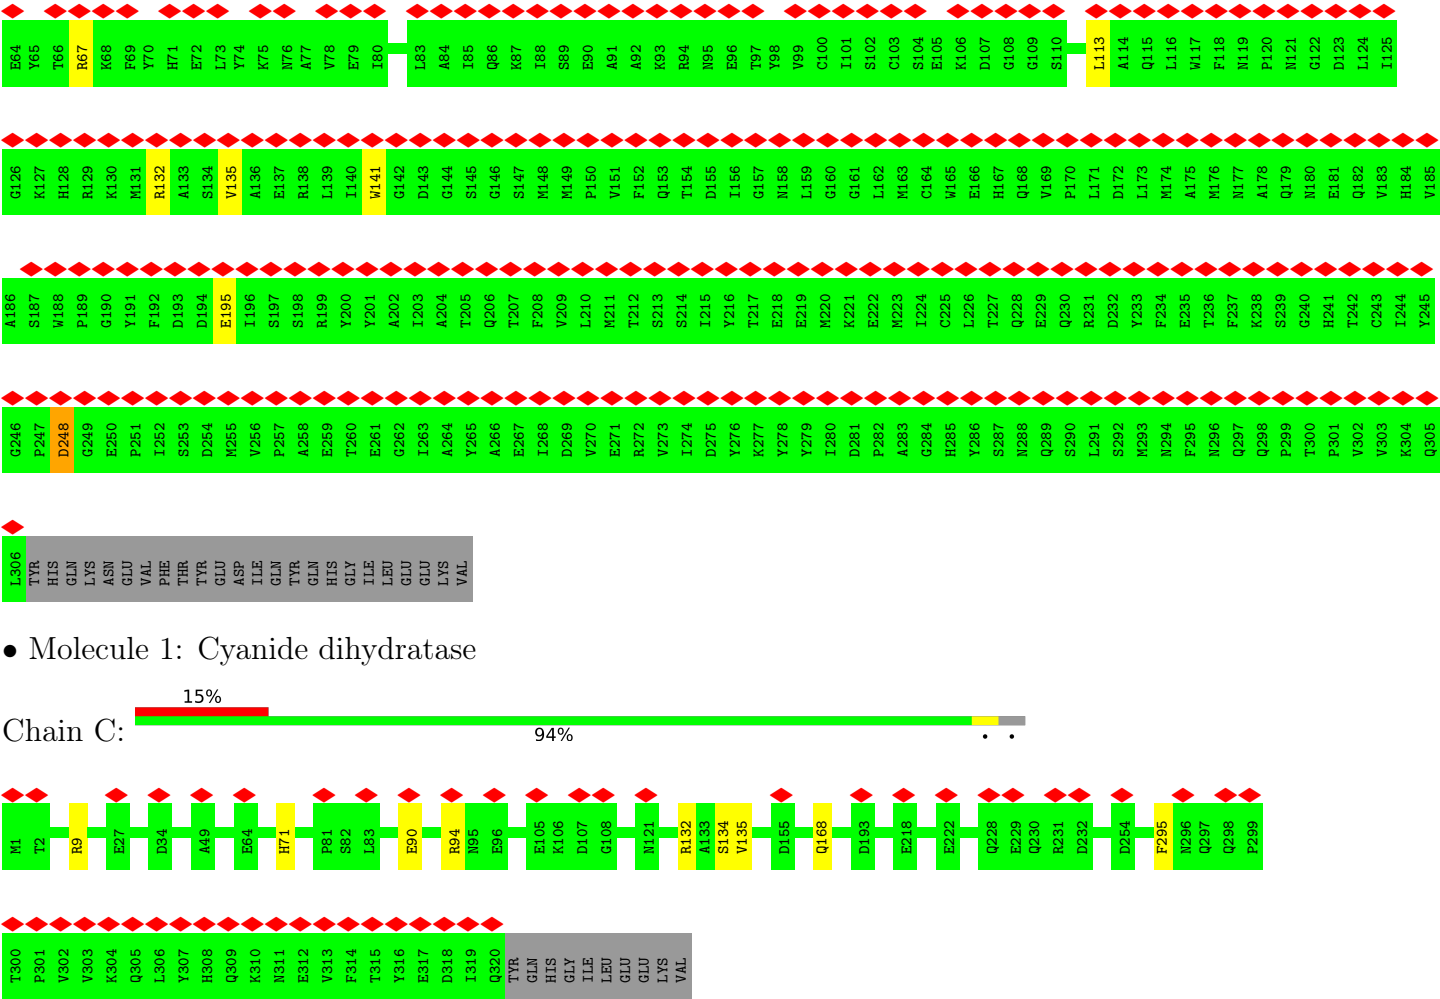 E64 Y65 T66 R67 K68 F69 Y70 H71 E72 L73 Y74 K75 N76 A77 V78 E79 I80 L83 A84 I85 Q86 K87 I88 S89 E90 A91 A92 K93 R94 N95 E96 T97 Y98 V99 C100 I101 S102 C103 S104 E105 K106 D107 G108 G109 S110 L113 A114 Q115 L116 W117 F118 N119 P120 N121 G122 D123 L124 I125
G126 K127 H128 R129 K130 M131 R132 A133 S134 V135 A136 E137 R138 L139 I140 W141 G142 D143 G144 S145 G146 S147 M148 M149 P150 V151 F152 Q153 T154 D155 I156 G157 N158 L159 G160 G161 L162 M163 C164 W165 E166 H167 Q168 V169 P170 L171 D172 L173 M174 A175 M176 N177 A178 Q179 N180 E181 Q182 V183 H184 V185
A186 S187 W188 P189 G190 Y191 F192 D193 D194 E195 I196 S197 S198 R199 Y200 Y201 A202 I203 A204 T205 Q206 T207 F208 V209 L210 M211 T212 S213 S214 I215 Y216 T217 E218 E219 M220 K221 E222 M223 I224 C225 L226 T227 Q228 E229 Q230 R231 D232 Y233 F234 E235 T236 F237 K238 S239 G240 H241 T242 C243 I244 Y245
G246 P247 D248 G249 E250 P251 I252 S253 D254 M255 V256 P257 A258 E259 T260 E261 G262 I263 A264 Y265 A266 E267 I268 D269 V270 E271 R272 V273 I274 D275 Y276 K277 Y278 Y279 I280 D281 P282 A283 G284 H285 Y286 S287 N288 Q289 S290 L291 S292 M293 N294 F295 N296 Q297 Q298 P299 T300 P301 V302 V303 K304 Q305
L306 TYR HIS GLN LYS ASN GLU VAL PHE THR TYR GLU ASP ILE GLN TYR GLN HIS GLY ILE LEU GLU GLU LYS VAL
• Molecule 1: Cyanide dihydratase
15%
Chain C:
94%
M1 T2 R9 E27 D34 A49 E64 H71 P81 S82 L83 E90 R94 N95 E96 E105 K106 D107 G108 N121 R132 A133 S134 V135 D155 Q168 D193 E218 E222 Q228 E229 Q230 R231 D232 D254 F295 N296 Q297 Q298 P299
T300 P301 V302 V303 K304 Q305 L306 Y307 H308 Q309 K310 N311 E312 V313 F314 T315 Y316 E317 D318 I319 Q320 TYR GLN HIS GLY ILE LEU GLU GLU LYS VAL